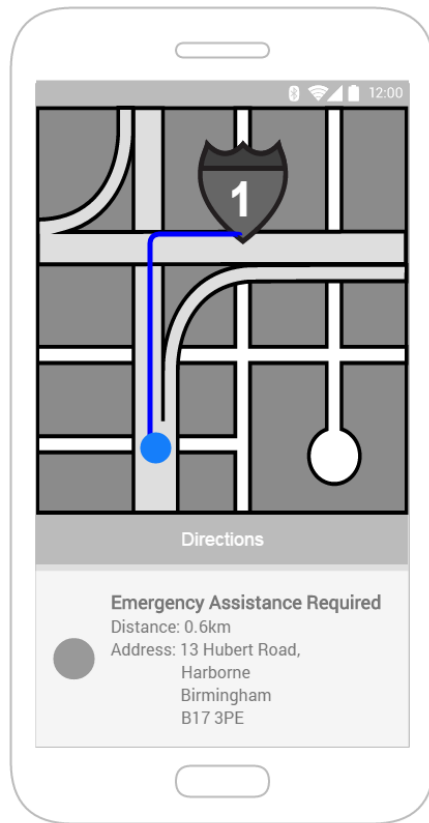 12:00
1
Directions
Emergency Assistance Required
Distance: 0.6km
Address: 13 Hubert Road,
Harborne
Birmingham
B17 3PE